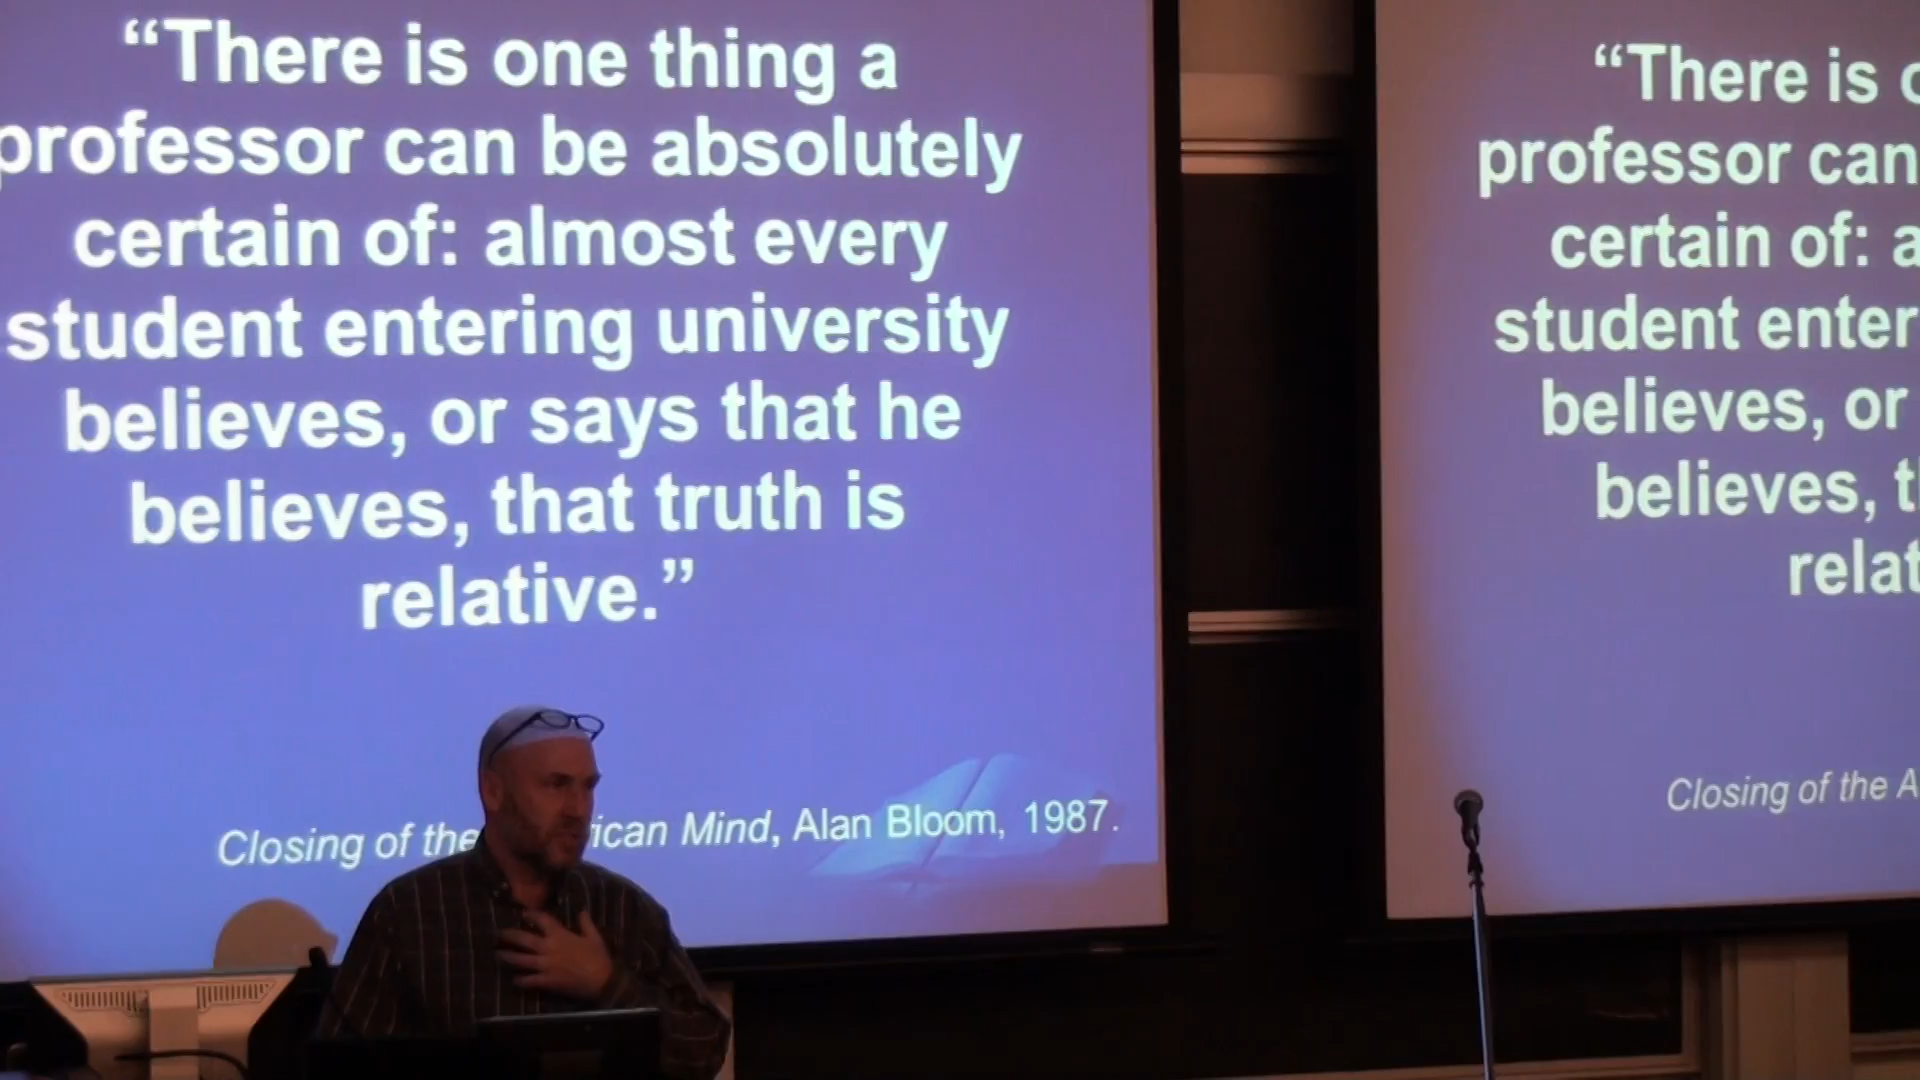 “There is one thing a
professor can be absolutely
certain of: almost every
student entering university
believes, or says that he
believes, that truth is
relative.”
Closing of the rican Mind, Alan Bloom, 1987.
“There is
professor can
certain of: a
student enter
believes, or
believes, t
relat
Closing of the A